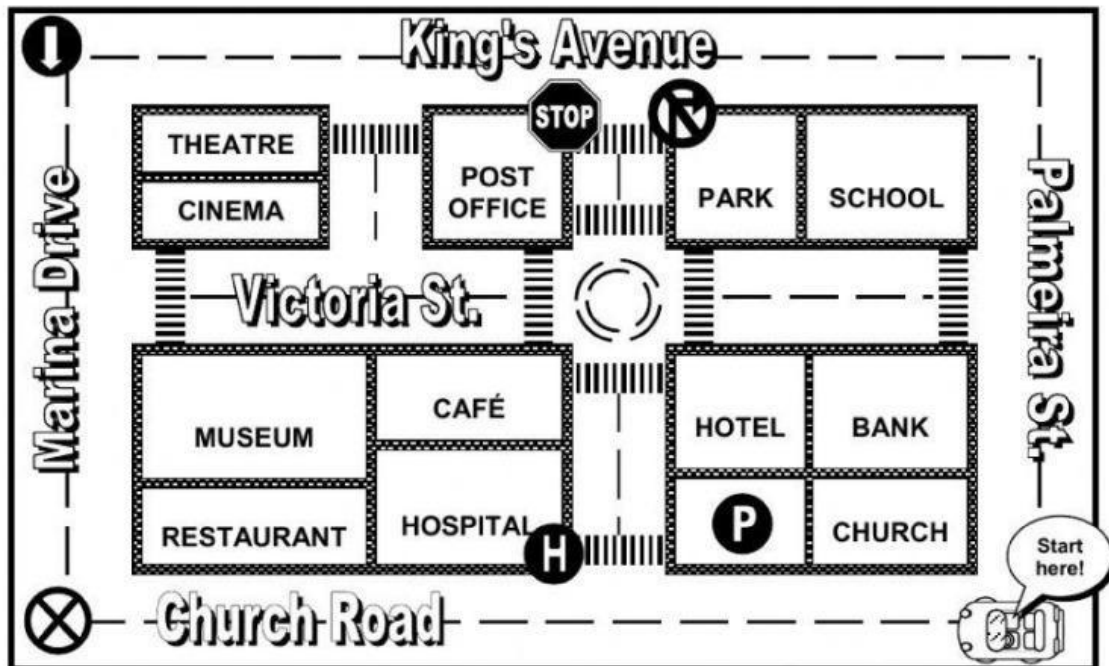 King's Avenue
STOP
THEATRE
POST
OFFICE
PARK
SCHOOL
CINEMA
Marina Drive
Palmeira St.
Victoria St.
MUSEUM
CAFÉ
HOTEL
BANK
RESTAURANT
HOSPITAL
H
P
CHURCH
Start
here!
Church Road